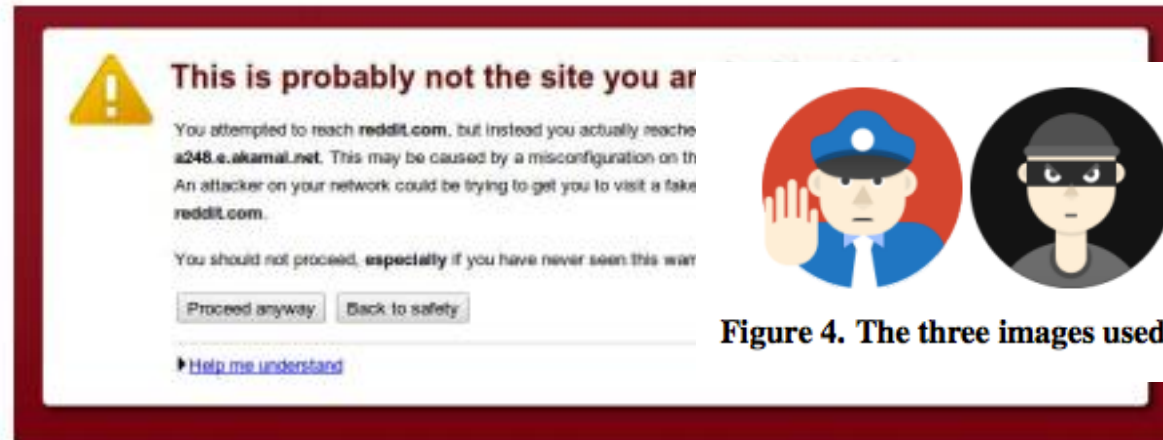 This is probably not the site you ar
You attempted to reach reddit.com, but instead you actually reache
a248.e.akamai.net. This may be caused by a misconfiguration on th
An attacker on your network could be trying to get you to visit a fake
reddit.com.
You should not proceed, especially if you have never seen this warn
Proceed anyway Back to safety
Help me understand
Figure 4. The three images used